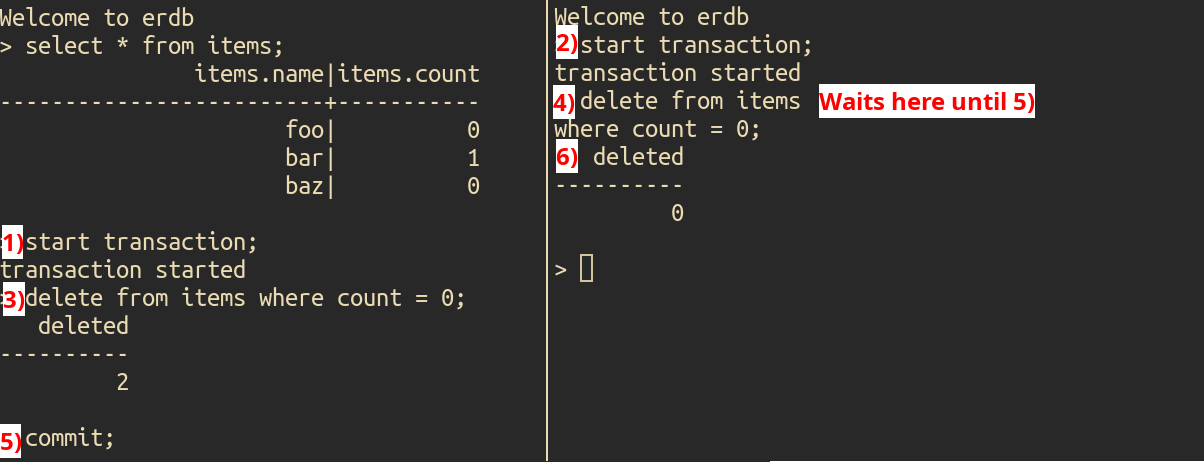 Welcome to erdb
> select * from items;
items.name|items.count
-------------------------+-----------
foo| 0
bar| 1
baz| 0
1) start transaction;
transaction started
3) delete from items where count = 0;
deleted
----------
2
5) commit;
Welcome to erdb
2) start transaction;
transaction started
4) delete from items Waits here until 5)
where count = 0;
6) deleted
----------
0
>